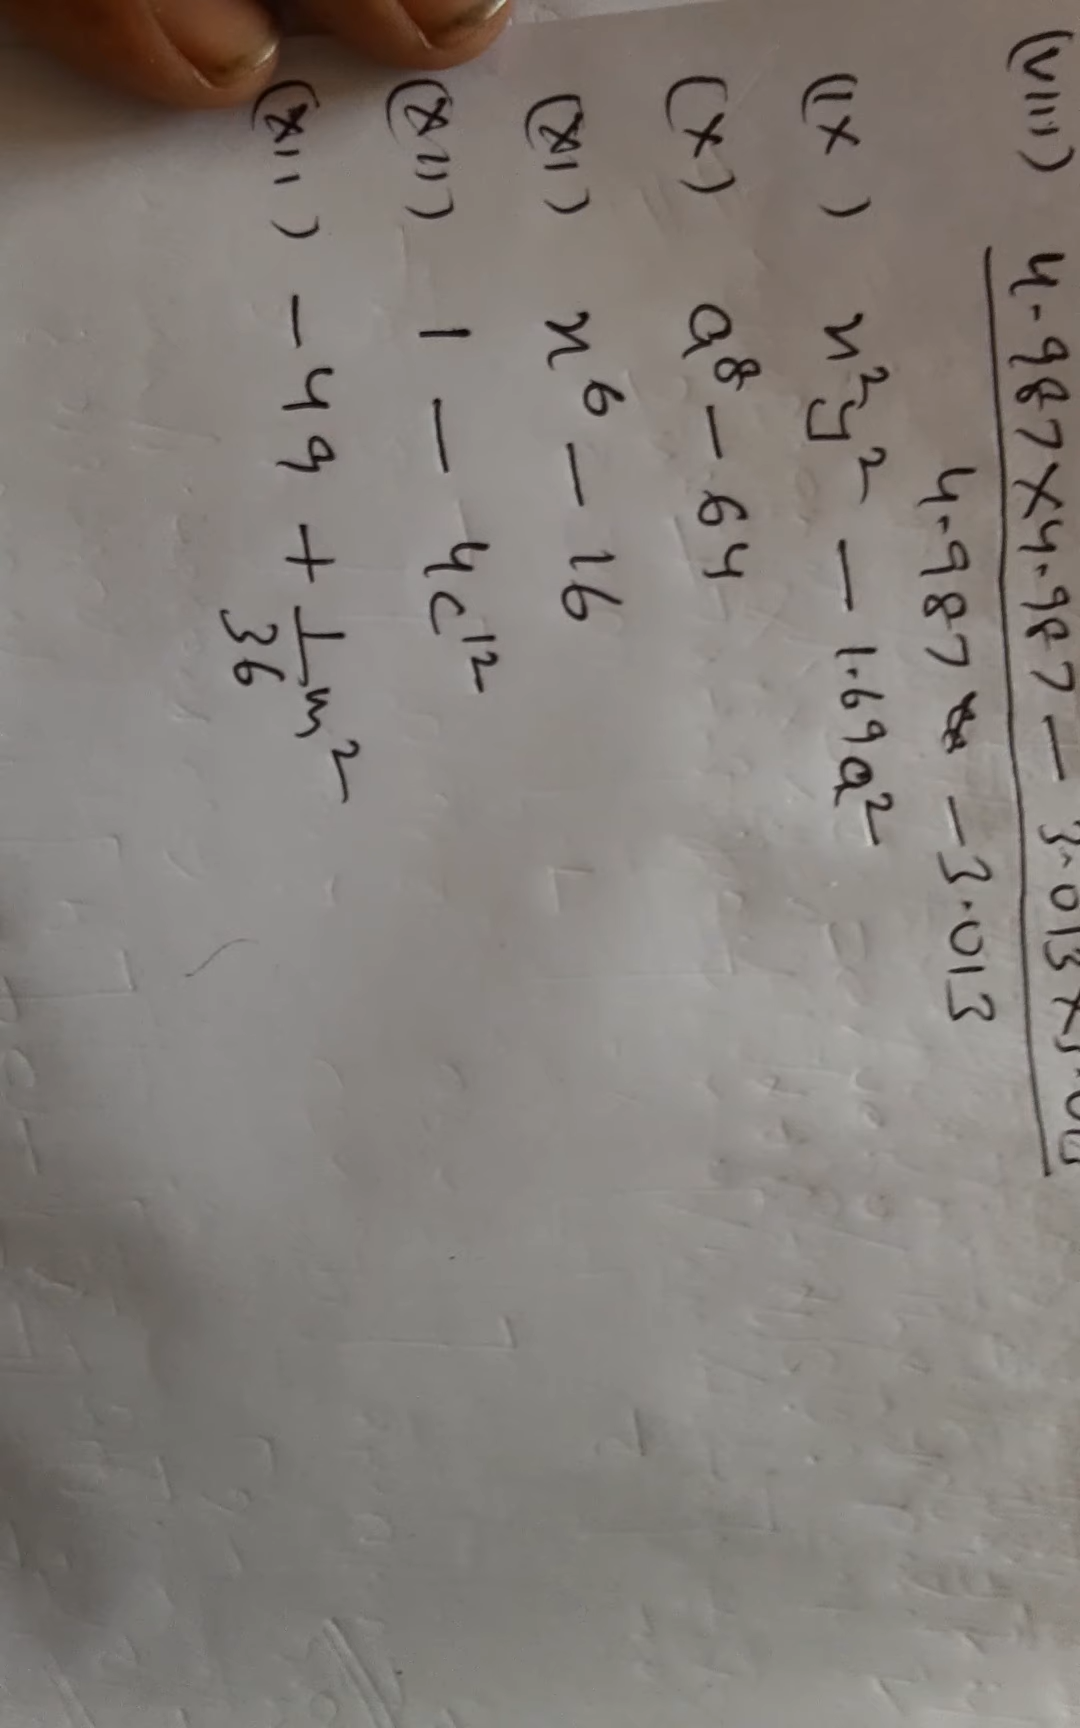 (viii) 4.987×4.987 – 3.013×3.013
4.987 – 3.013
(ix) x²y² – 1.69a²
(x) a⁸ – 64
(xi) x⁶ – 16
(xii) 1 – 4c¹²
(xii) – 49 + 1/36 m²